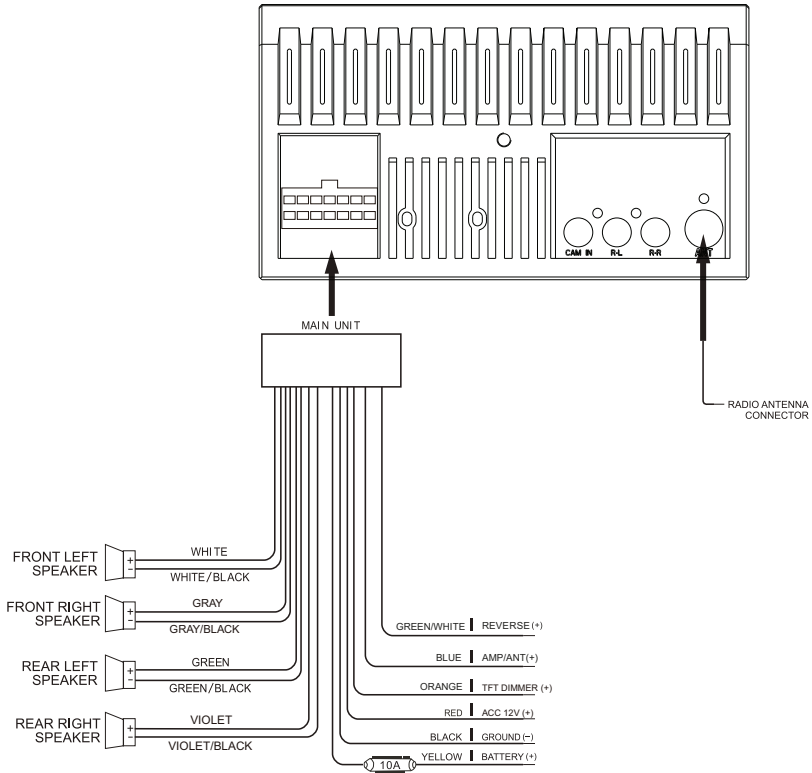 CAM IN
R-L
R-R
ANT
MAIN UNIT
RADIO ANTENNA
CONNECTOR
FRONT LEFT
SPEAKER
+
−
WHITE
WHITE/BLACK
FRONT RIGHT
SPEAKER
+
−
GRAY
GRAY/BLACK
REAR LEFT
SPEAKER
+
−
GREEN
GREEN/BLACK
REAR RIGHT
SPEAKER
+
−
VIOLET
VIOLET/BLACK
GREEN/WHITE REVERSE (+)
BLUE AMP/ANT(+)
ORANGE TFT DIMMER (+)
RED ACC 12V (+)
BLACK GROUND (−)
YELLOW BATTERY (+)
10A